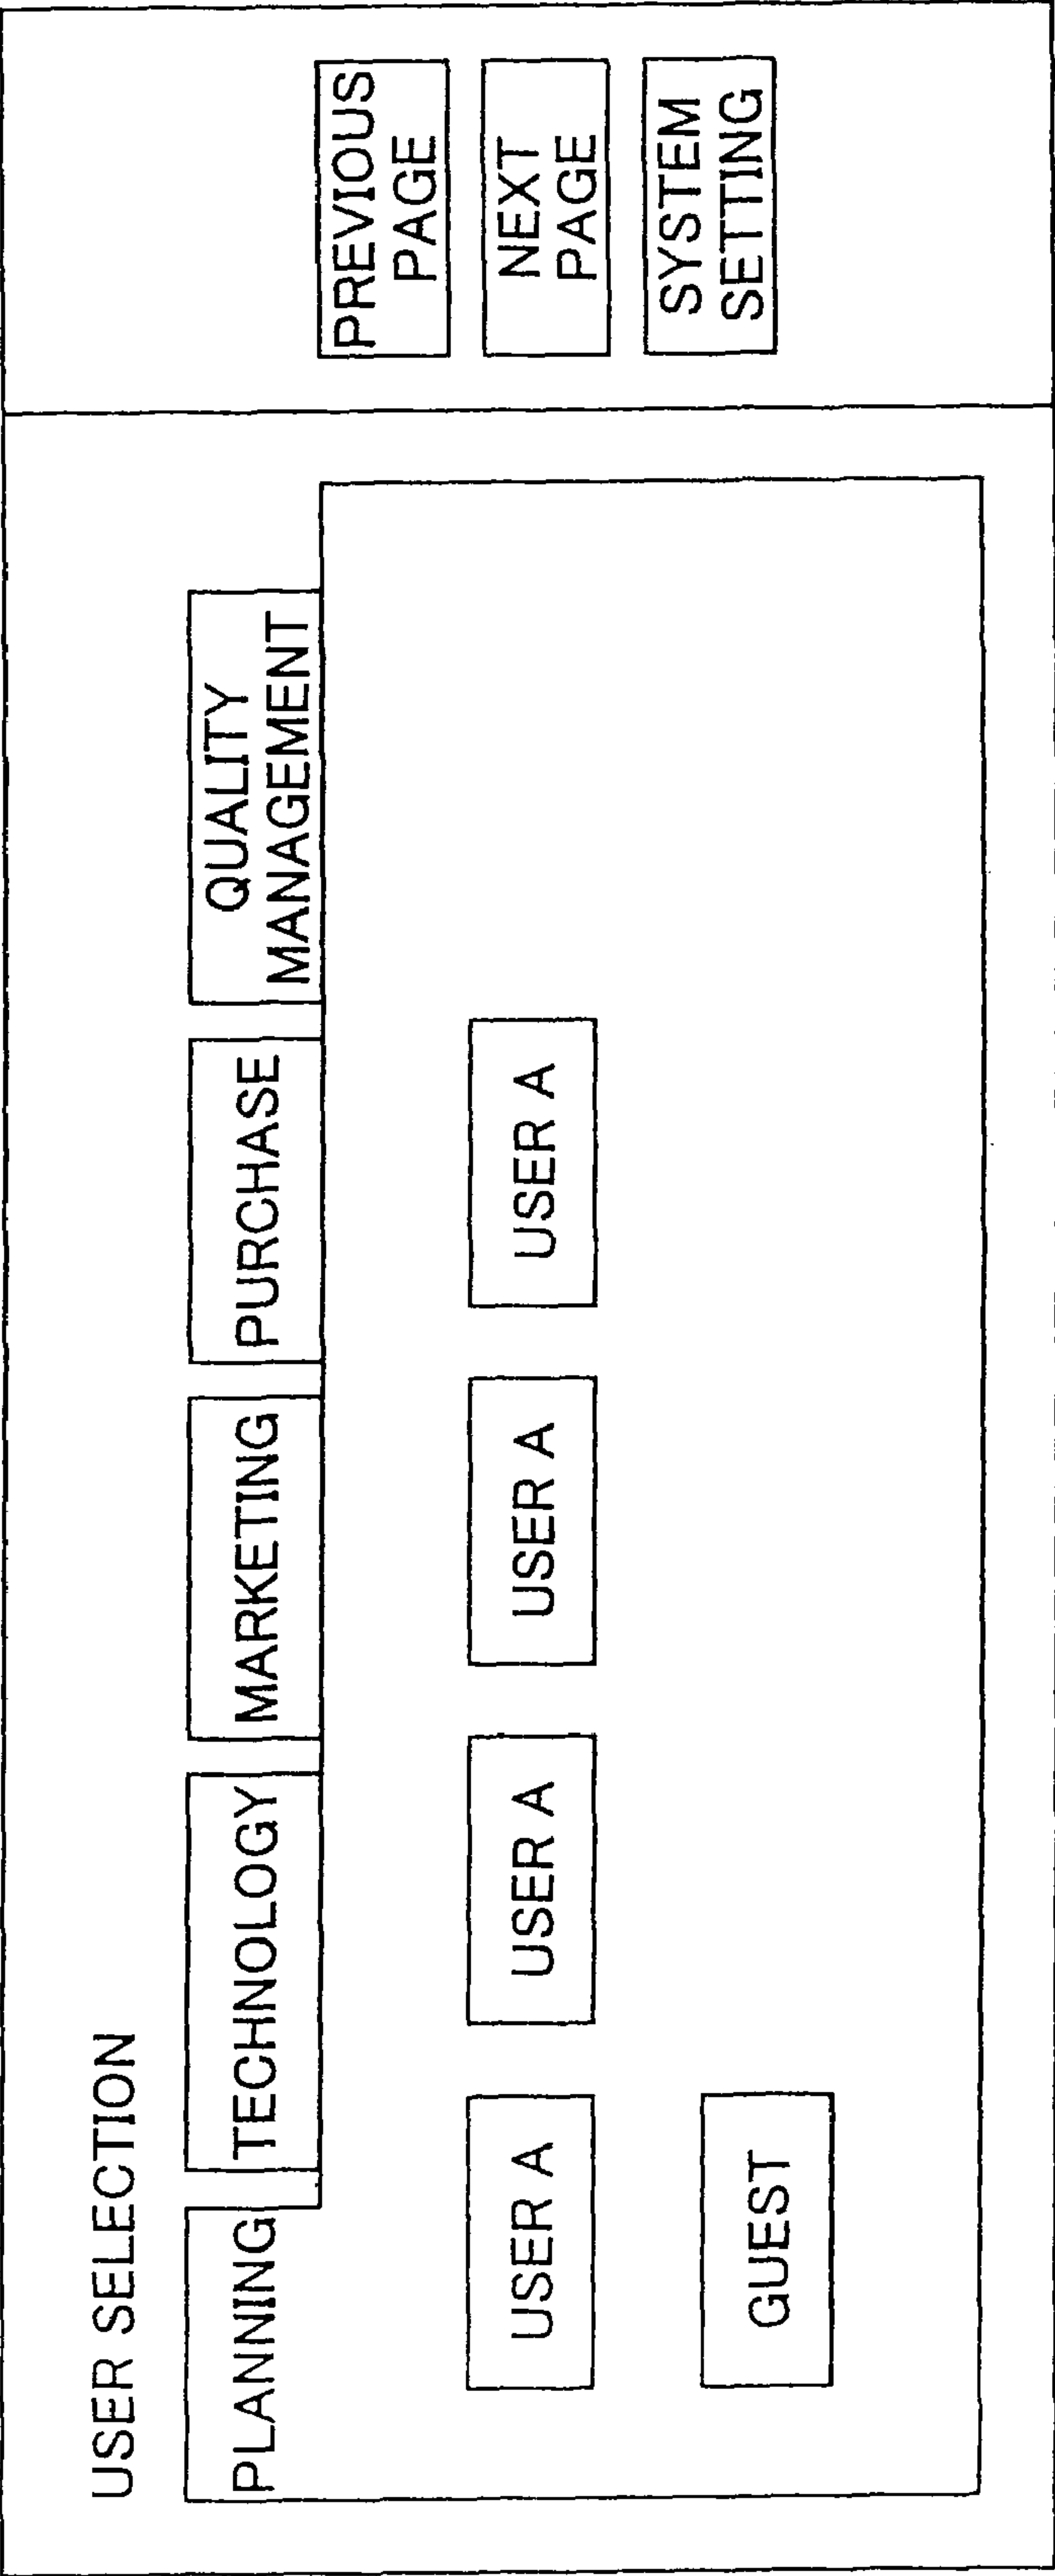 USER SELECTION
PLANNING
TECHNOLOGY
MARKETING
PURCHASE
QUALITY
MANAGEMENT
USER A
USER A
USER A
USER A
GUEST
PREVIOUS
PAGE
NEXT
PAGE
SYSTEM
SETTING